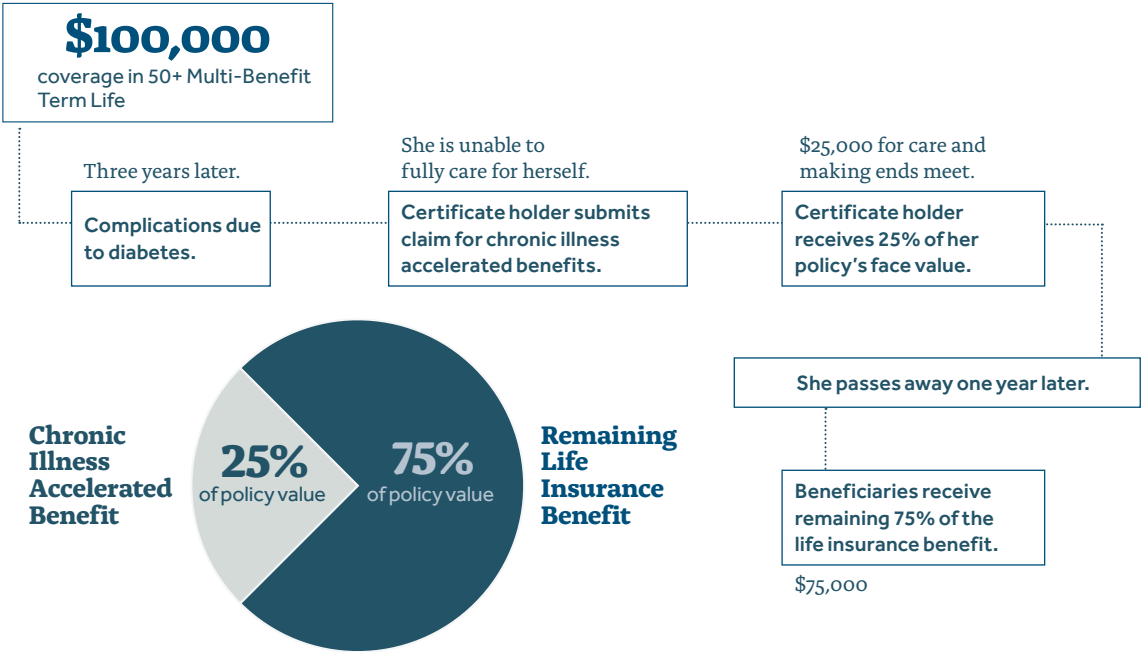 $100,000
coverage in 50+ Multi-Benefit
Term Life
Three years later.
Complications due
to diabetes.
She is unable to
fully care for herself.
Certificate holder submits
claim for chronic illness
accelerated benefits.
$25,000 for care and
making ends meet.
Certificate holder
receives 25% of her
policy’s face value.
She passes away one year later.
Beneficiaries receive
remaining 75% of the
life insurance benefit.
$75,000
Chronic
Illness
Accelerated
Benefit
25%
of policy value
75%
of policy value
Remaining
Life
Insurance
Benefit